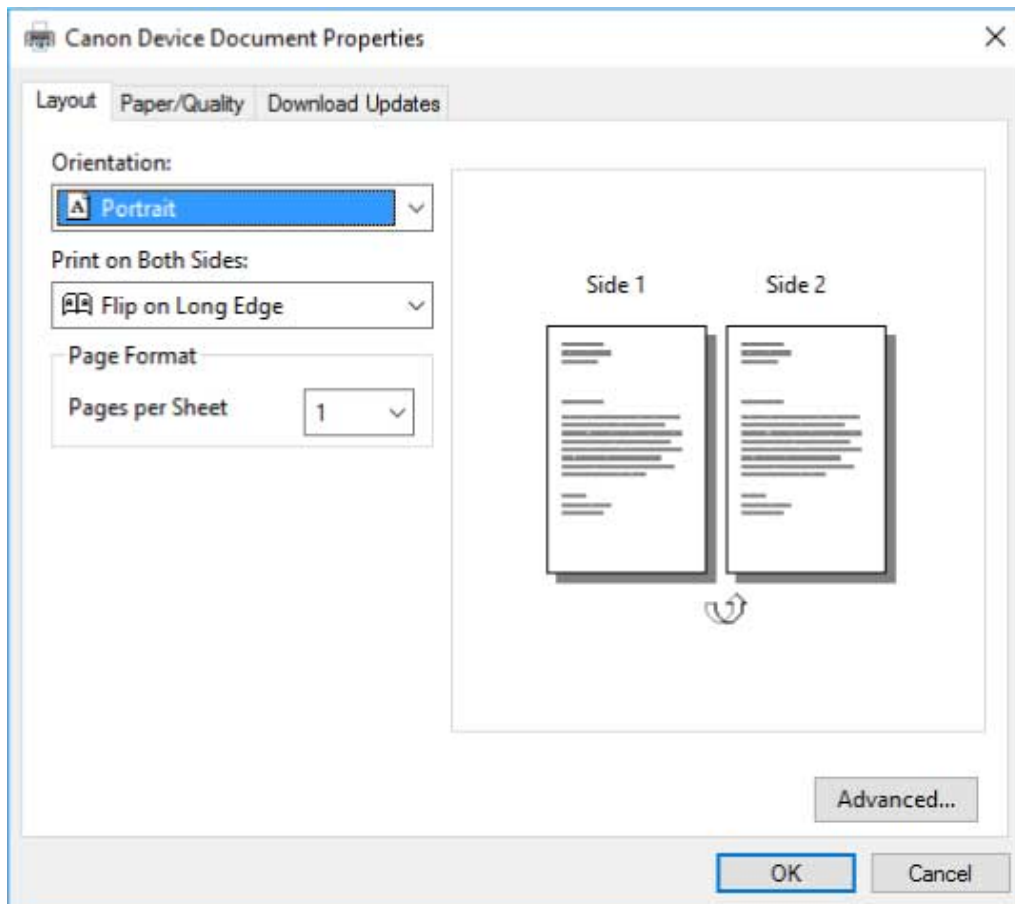 Canon Device Document Properties
Layout Paper/Quality Download Updates
Orientation:
A Portrait
Print on Both Sides:
Flip on Long Edge
Page Format
Pages per Sheet 1
Side 1 Side 2
Advanced...
OK Cancel